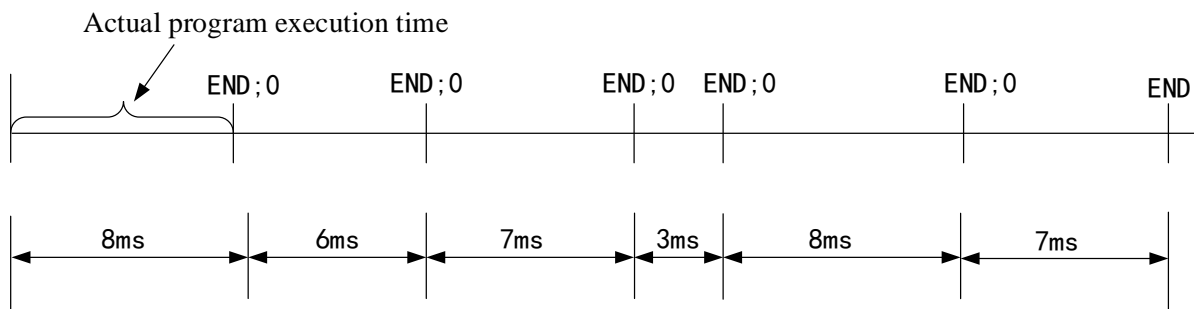 Actual program execution time
END;0 END;0 END;0 END;0 END;0 END
8ms 6ms 7ms 3ms 8ms 7ms